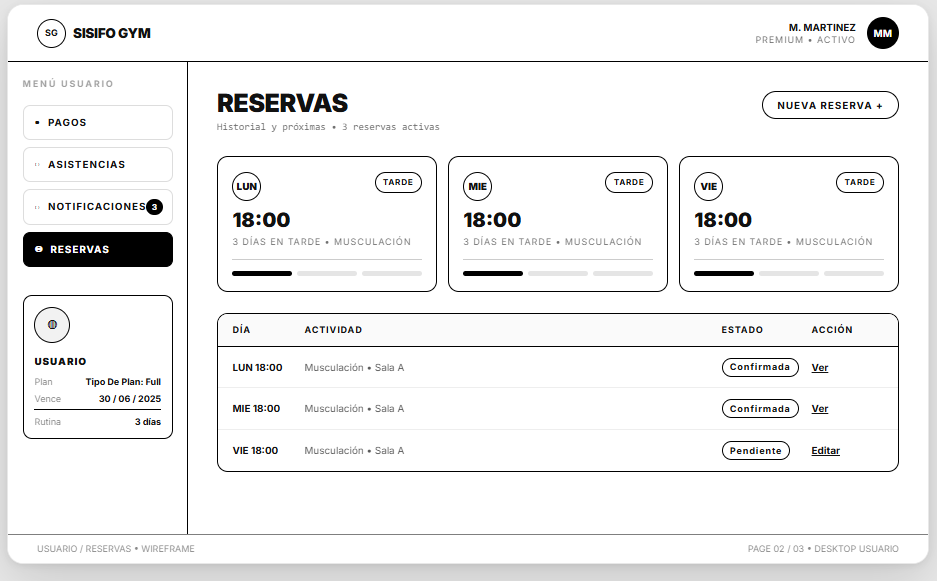 SG SISIFO GYM
M. MARTINEZ
PREMIUM • ACTIVO
MM
MENÚ USUARIO
PAGOS
ASISTENCIAS
NOTIFICACIONES 3
RESERVAS
USUARIO
Plan Tipo De Plan: Full
Vence 30 / 06 / 2025
Rutina 3 días
RESERVAS
Historial y próximas • 3 reservas activas
NUEVA RESERVA +
LUN TARDE
18:00
3 DÍAS EN TARDE • MUSCULACIÓN
MIE TARDE
18:00
3 DÍAS EN TARDE • MUSCULACIÓN
VIE TARDE
18:00
3 DÍAS EN TARDE • MUSCULACIÓN
DÍA ACTIVIDAD ESTADO ACCIÓN
LUN 18:00 Musculación • Sala A Confirmada Ver
MIE 18:00 Musculación • Sala A Confirmada Ver
VIE 18:00 Musculación • Sala A Pendiente Editar
USUARIO / RESERVAS • WIREFRAME
PAGE 02 / 03 • DESKTOP USUARIO